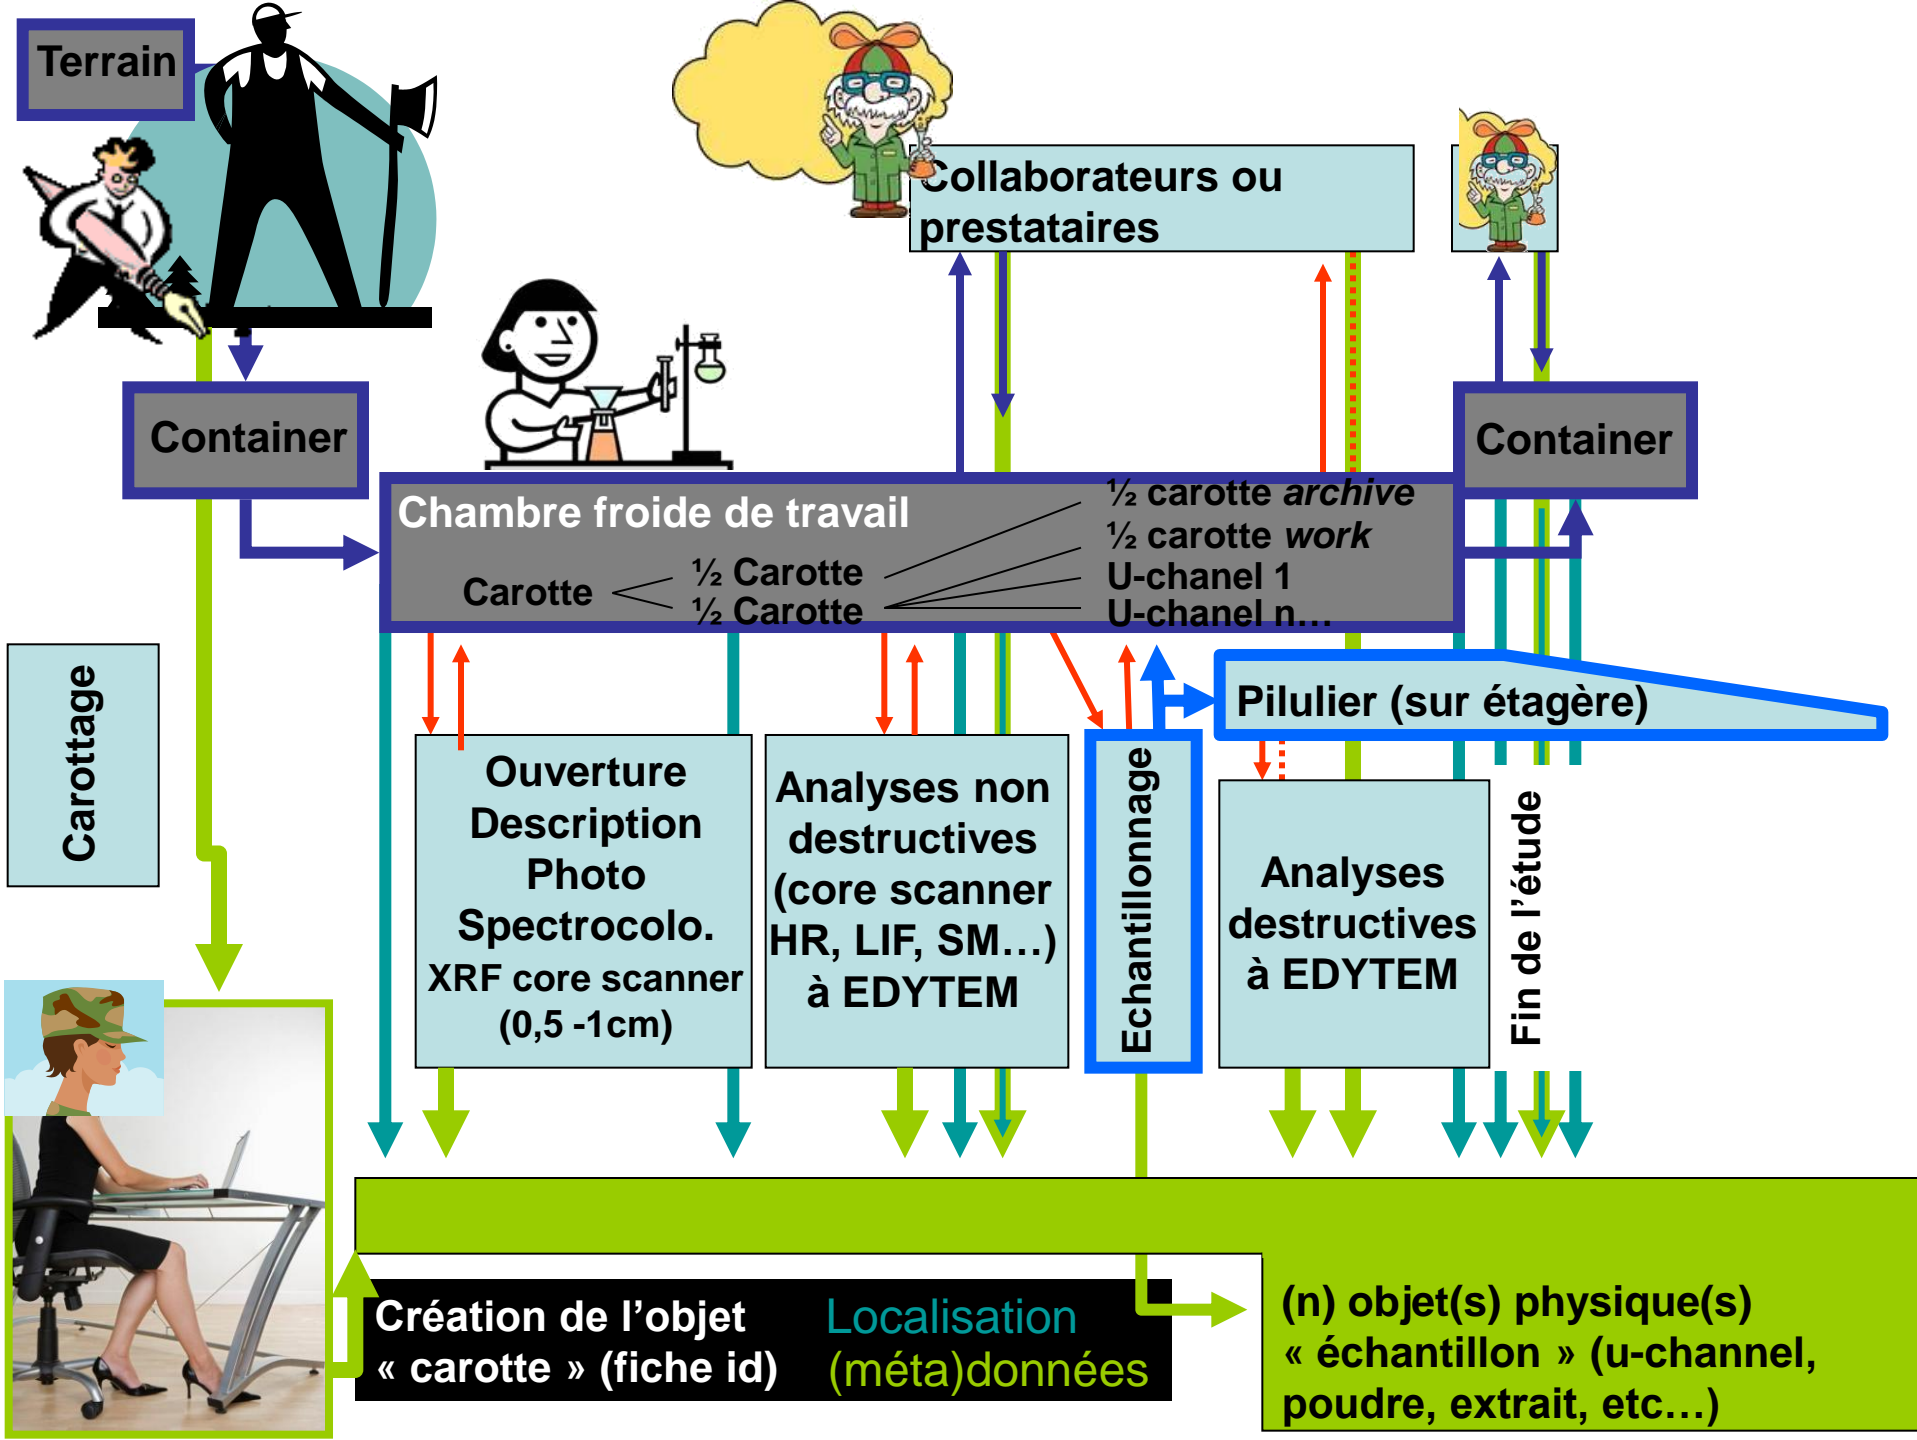 Terrain
Collaborateurs ou
prestataires
Container
Container
Chambre froide de travail
½ carotte archive
½ carotte work
½ Carotte
U-chanel 1
Carotte
½ Carotte
U-chanel n…
Carottage
Pilulier (sur étagère)
Ouverture
Description
Photo
Spectrocolo.
XRF core scanner
(0,5 -1cm)
Analyses non
destructives
(core scanner
HR, LIF, SM…)
à EDYTEM
Echantillonnage
Analyses
destructives
à EDYTEM
Fin de l’étude
Création de l’objet
« carotte » (fiche id)
Localisation
(méta)données
(n) objet(s) physique(s)
« échantillon » (u-channel,
poudre, extrait, etc…)